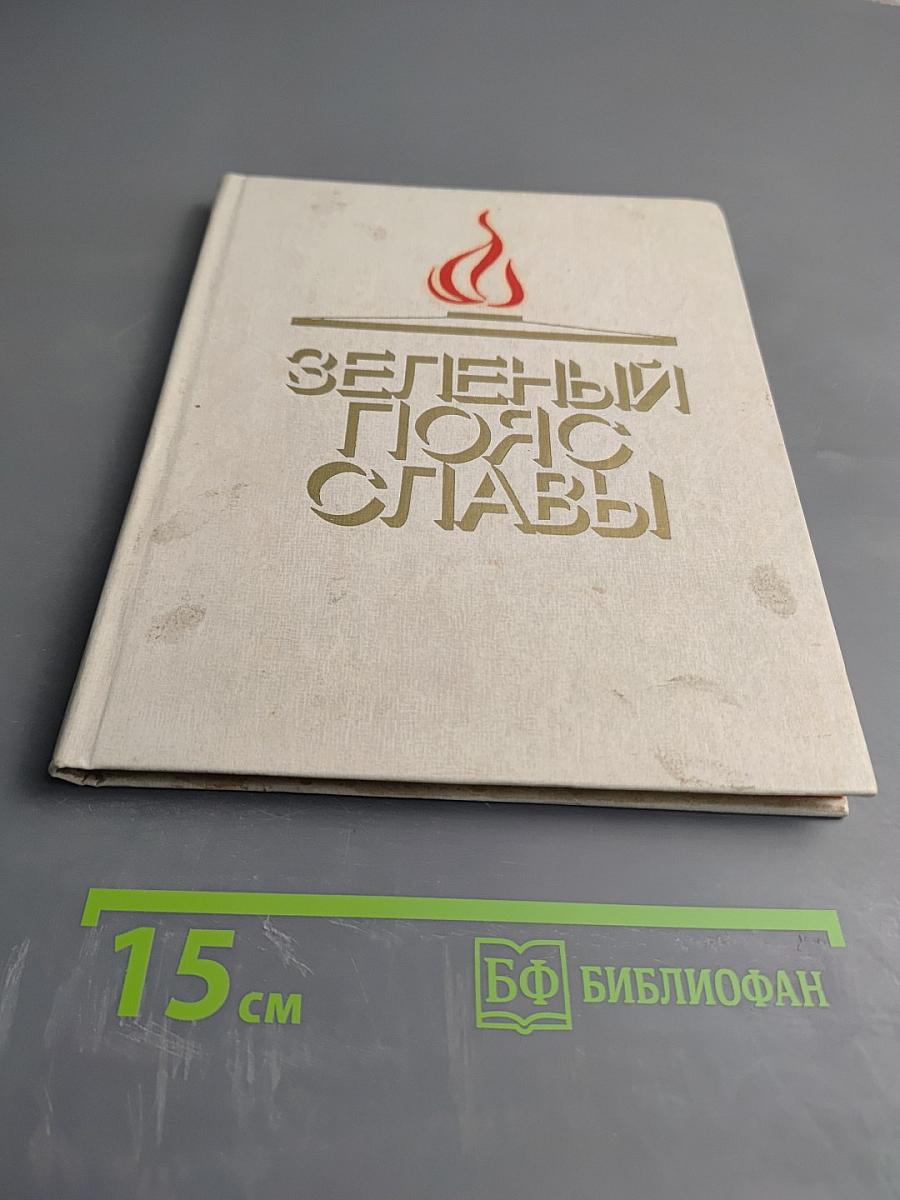 ЗЕЛЕНЫЙ
ПОЯС
СЛАВЫ
15 см
БФ БИБЛИОФАН